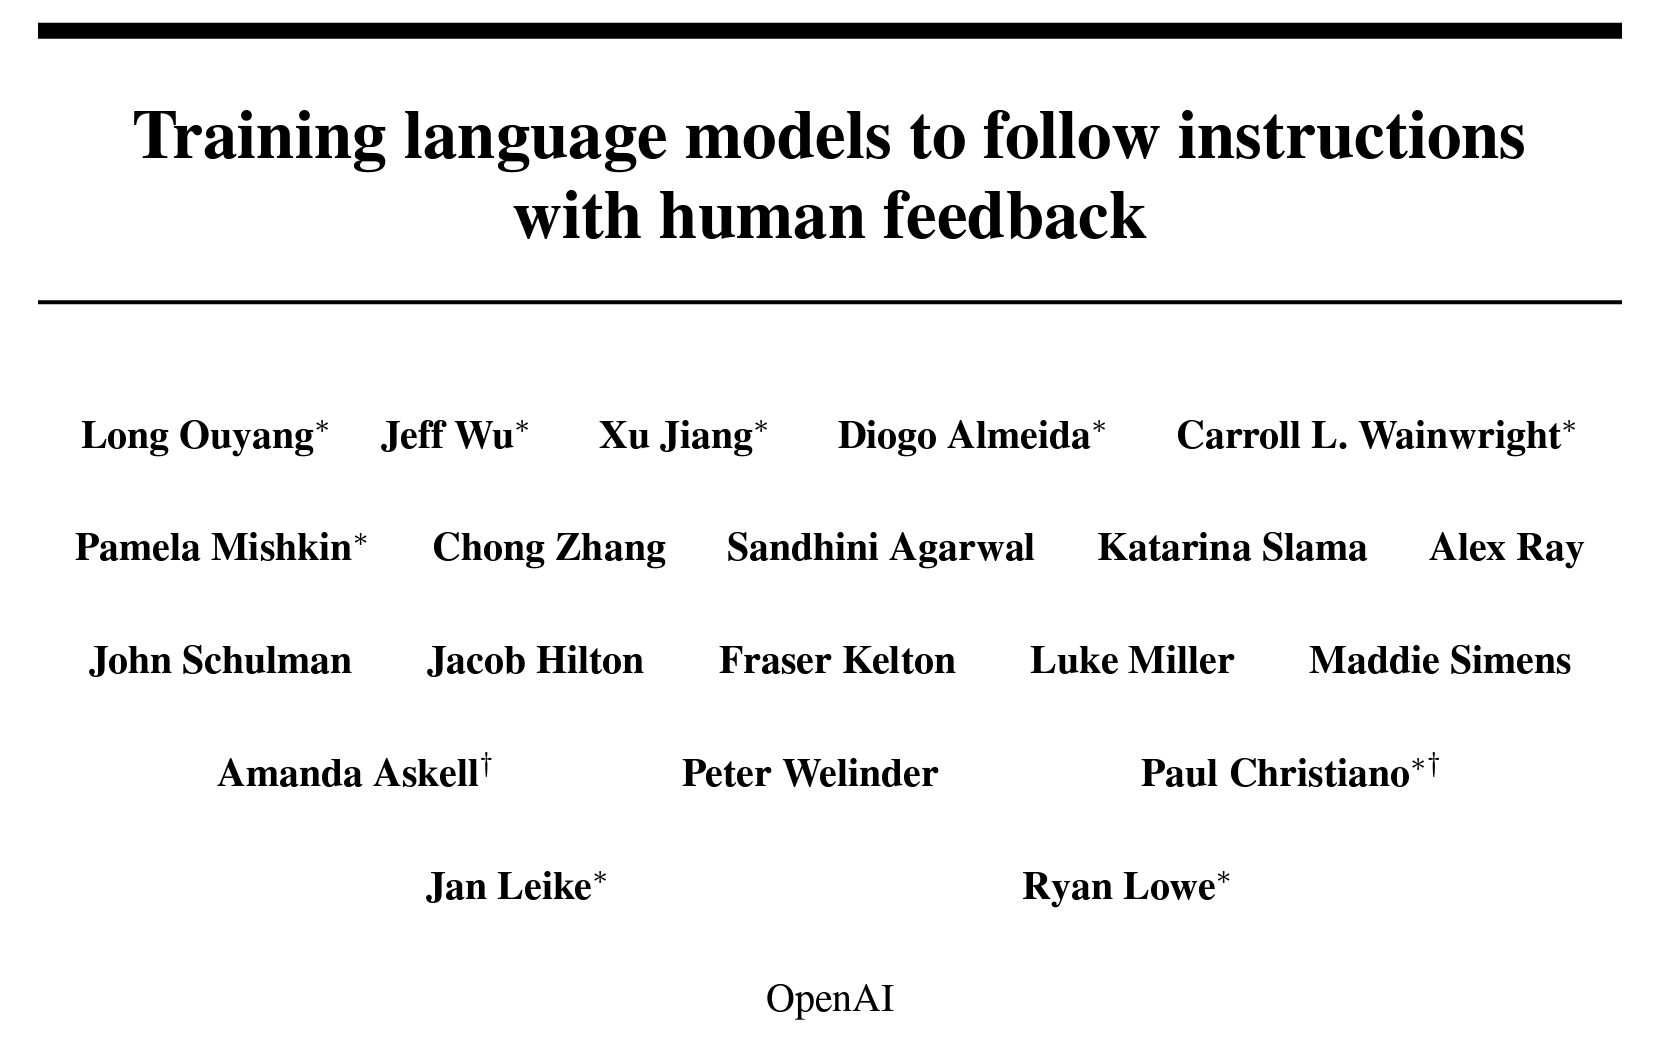 Training language models to follow instructions
with human feedback
Long Ouyang* Jeff Wu* Xu Jiang* Diogo Almeida* Carroll L. Wainwright*
Pamela Mishkin* Chong Zhang Sandhini Agarwal Katarina Slama Alex Ray
John Schulman Jacob Hilton Fraser Kelton Luke Miller Maddie Simens
Amanda Askell† Peter Welinder Paul Christiano*†
Jan Leike* Ryan Lowe*
OpenAI